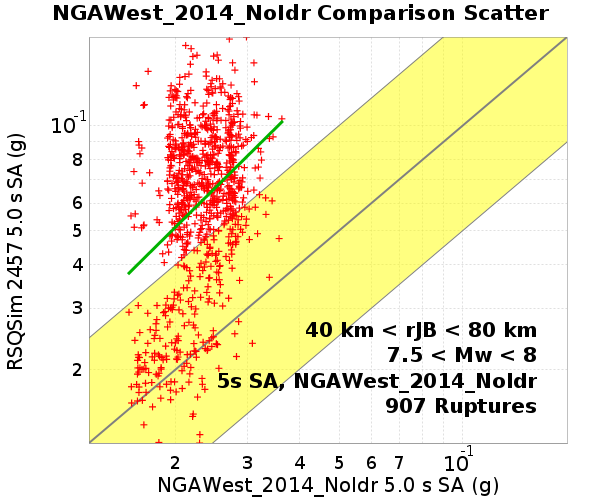 NGAWest_2014_NoIdr Comparison Scatter
RSQSim 2457 5.0 s SA (g)
10-1
8
6
5
4
3
2
40 km < rJB < 80 km
7.5 < Mw < 8
5s SA, NGAWest_2014_NoIdr
907 Ruptures
2 3 4 5 6 7 10-1
NGAWest_2014_NoIdr 5.0 s SA (g)